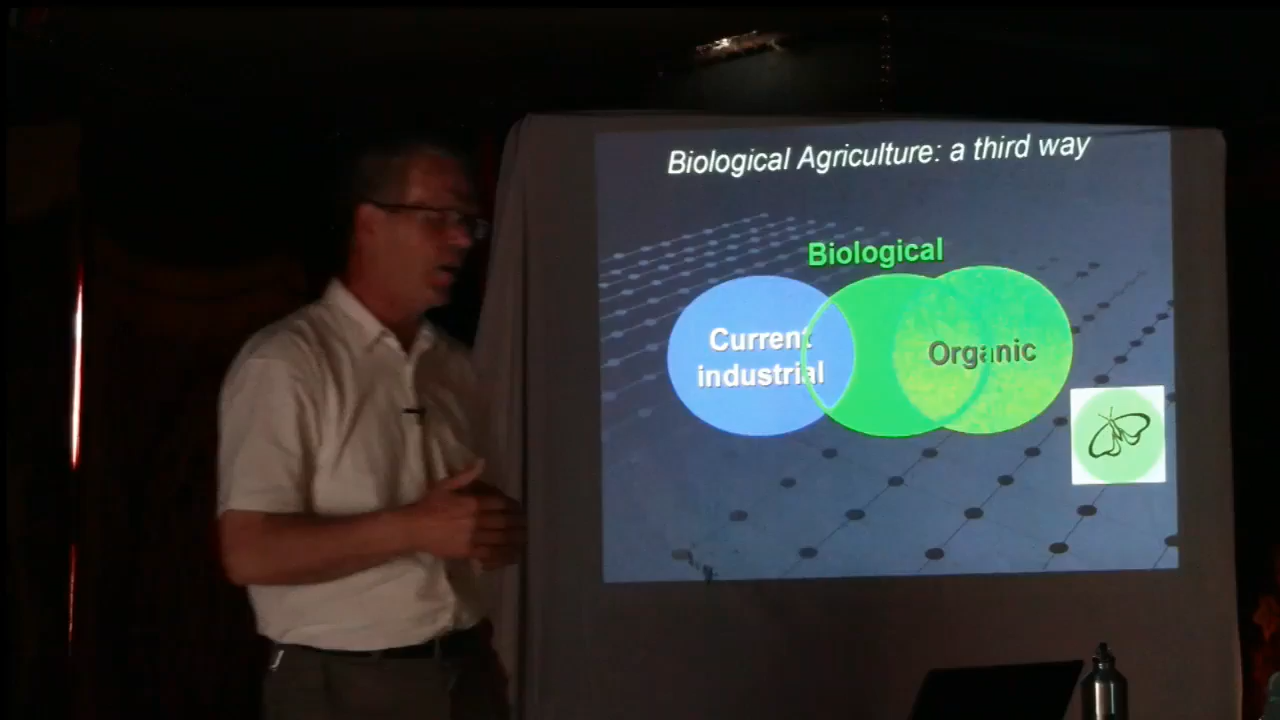 Biological Agriculture: a third way
Biological
Current
industrial
Organic